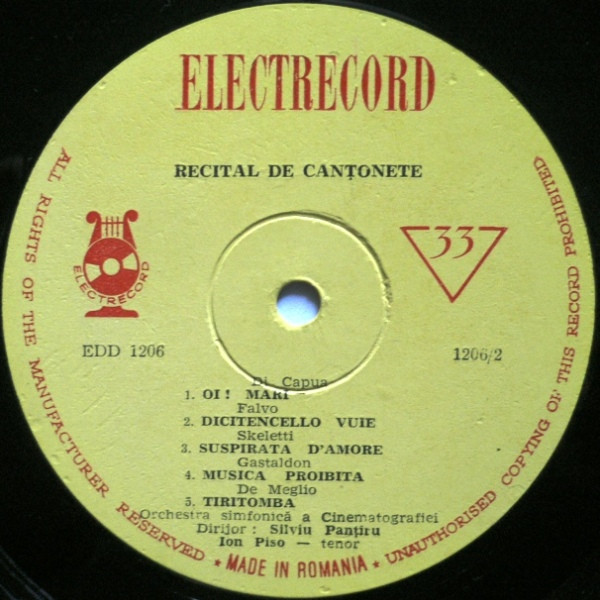 ELECTRECORD
RECITAL DE CANȚONETE
ELECTRECORD
33
EDD 1206
1206/2
Di Capua
1. OI! MARI
Falvo
2. DICITENCELLO VUIE
Skeletti
3. SUSPIRATA D'AMORE
Gastaldon
4. MUSICA PROIBITA
De Meglio
5. TIRITOMBA
Orchestra simfonică a Cinematografiei
Dirijor: Silviu Panțiru
Ion Piso — tenor
ALL RIGHTS OF THE MANUFACTURER RESERVED ★ MADE IN ROMANIA ★ UNAUTHORISED COPYING OF THIS RECORD PROHIBITED